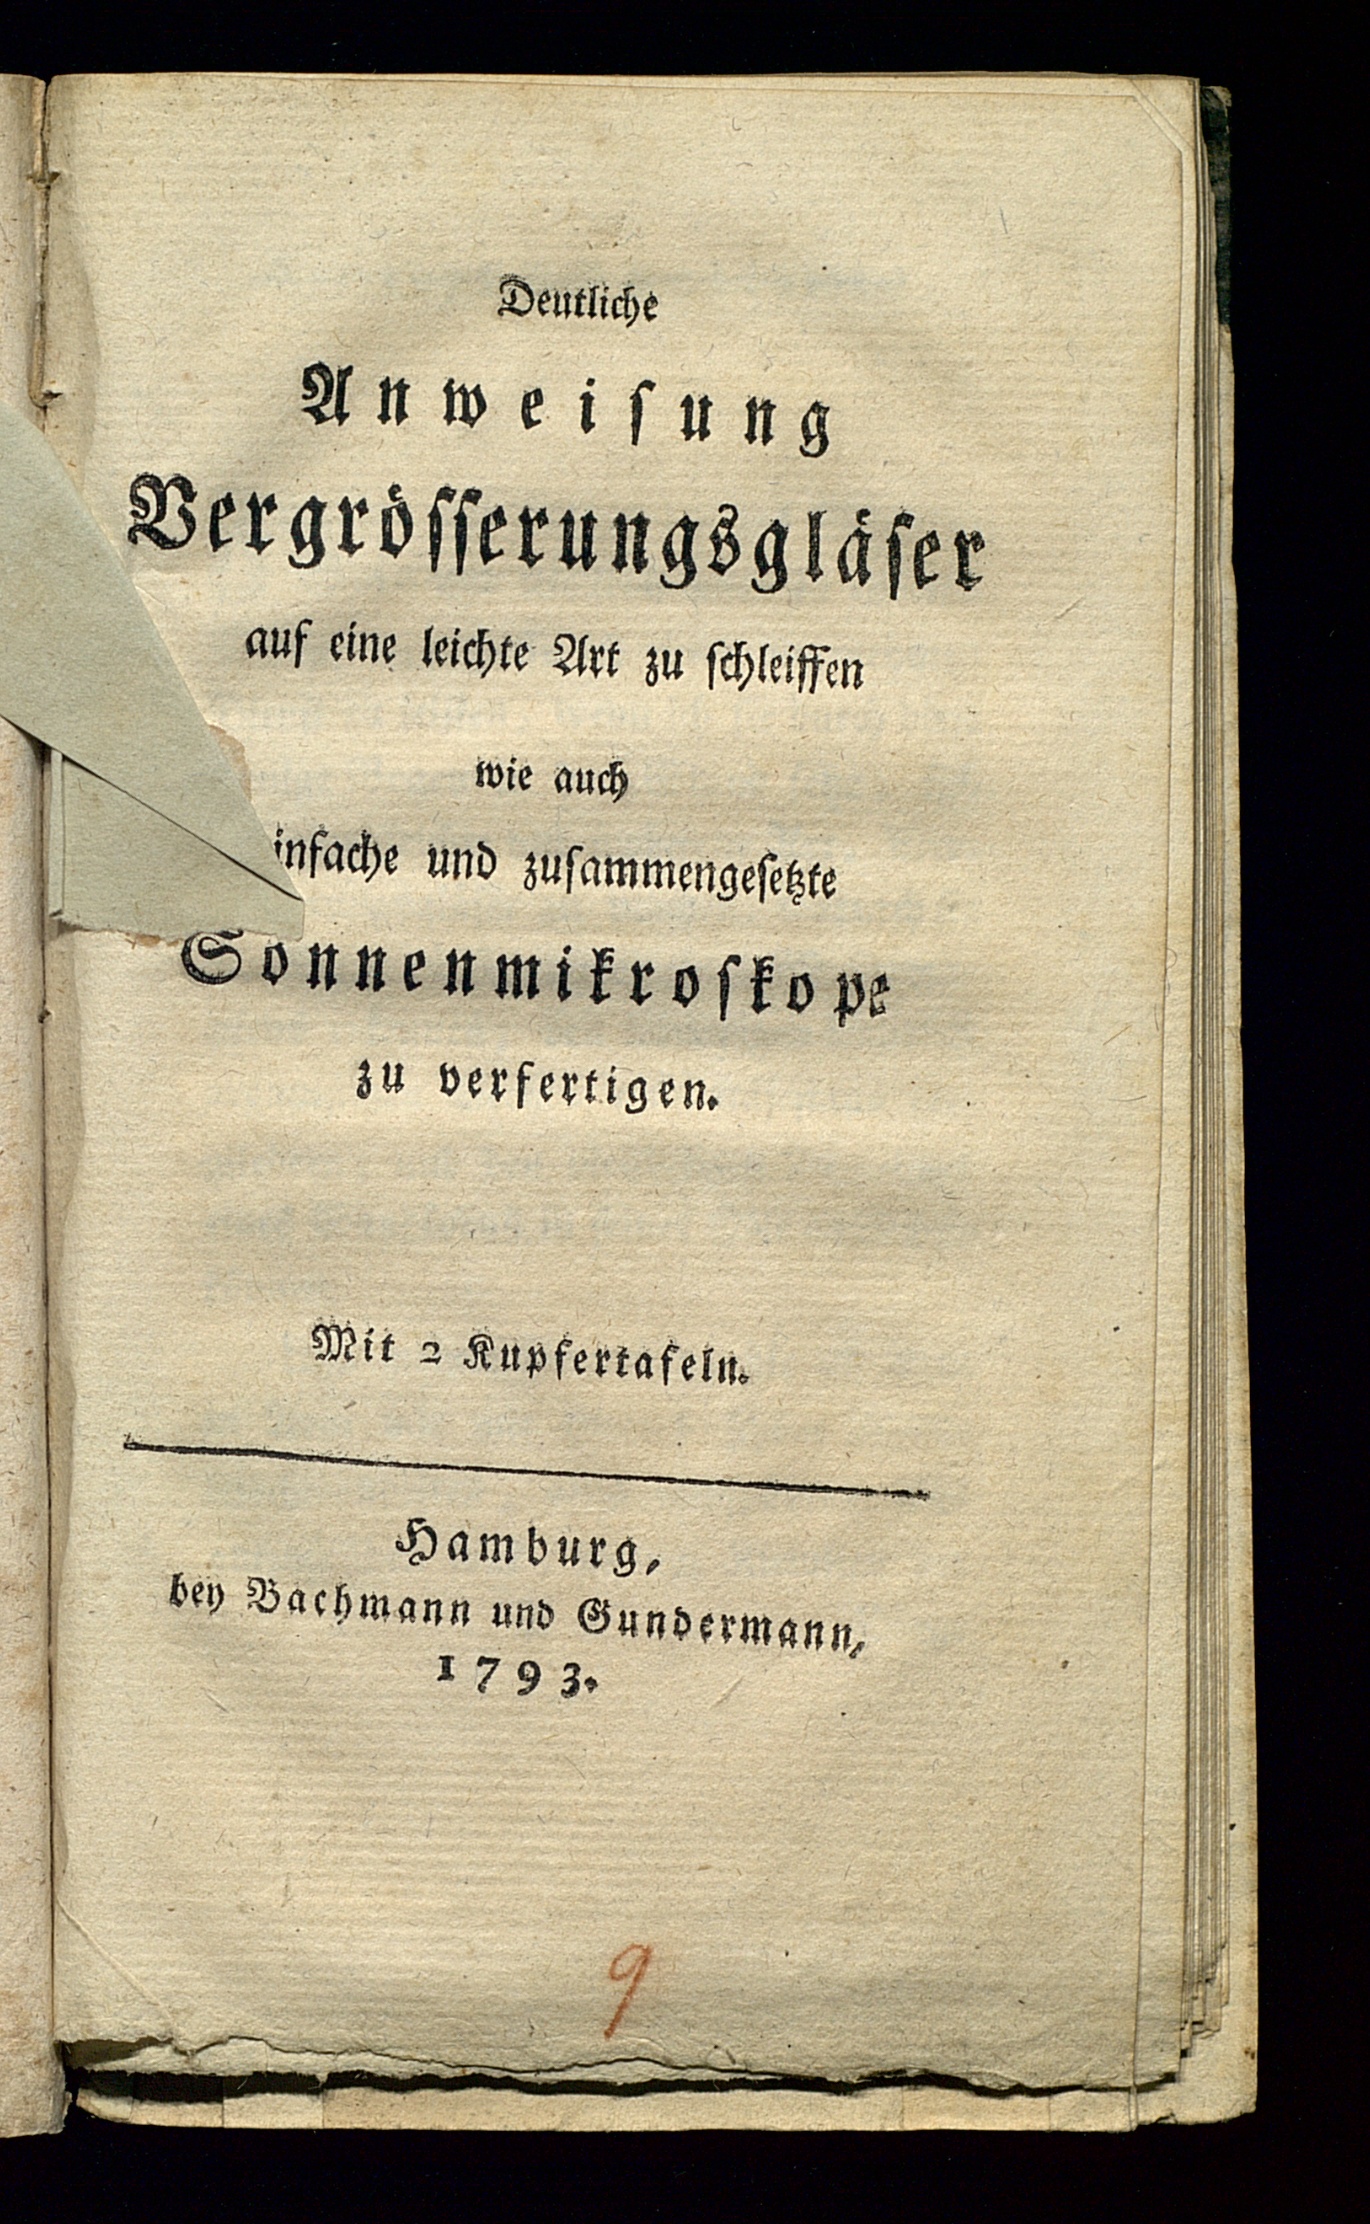 Deutliche
Anweisung
Vergrösserungsgläser
auf eine leichte Art zu schleiffen
wie auch
infache und zusammengesetzte
Sonnenmikroskope
zu verfertigen.
Mit 2 Kupfertafeln.
Hamburg,
bey Bachmann und Gundermann,
1793.
9